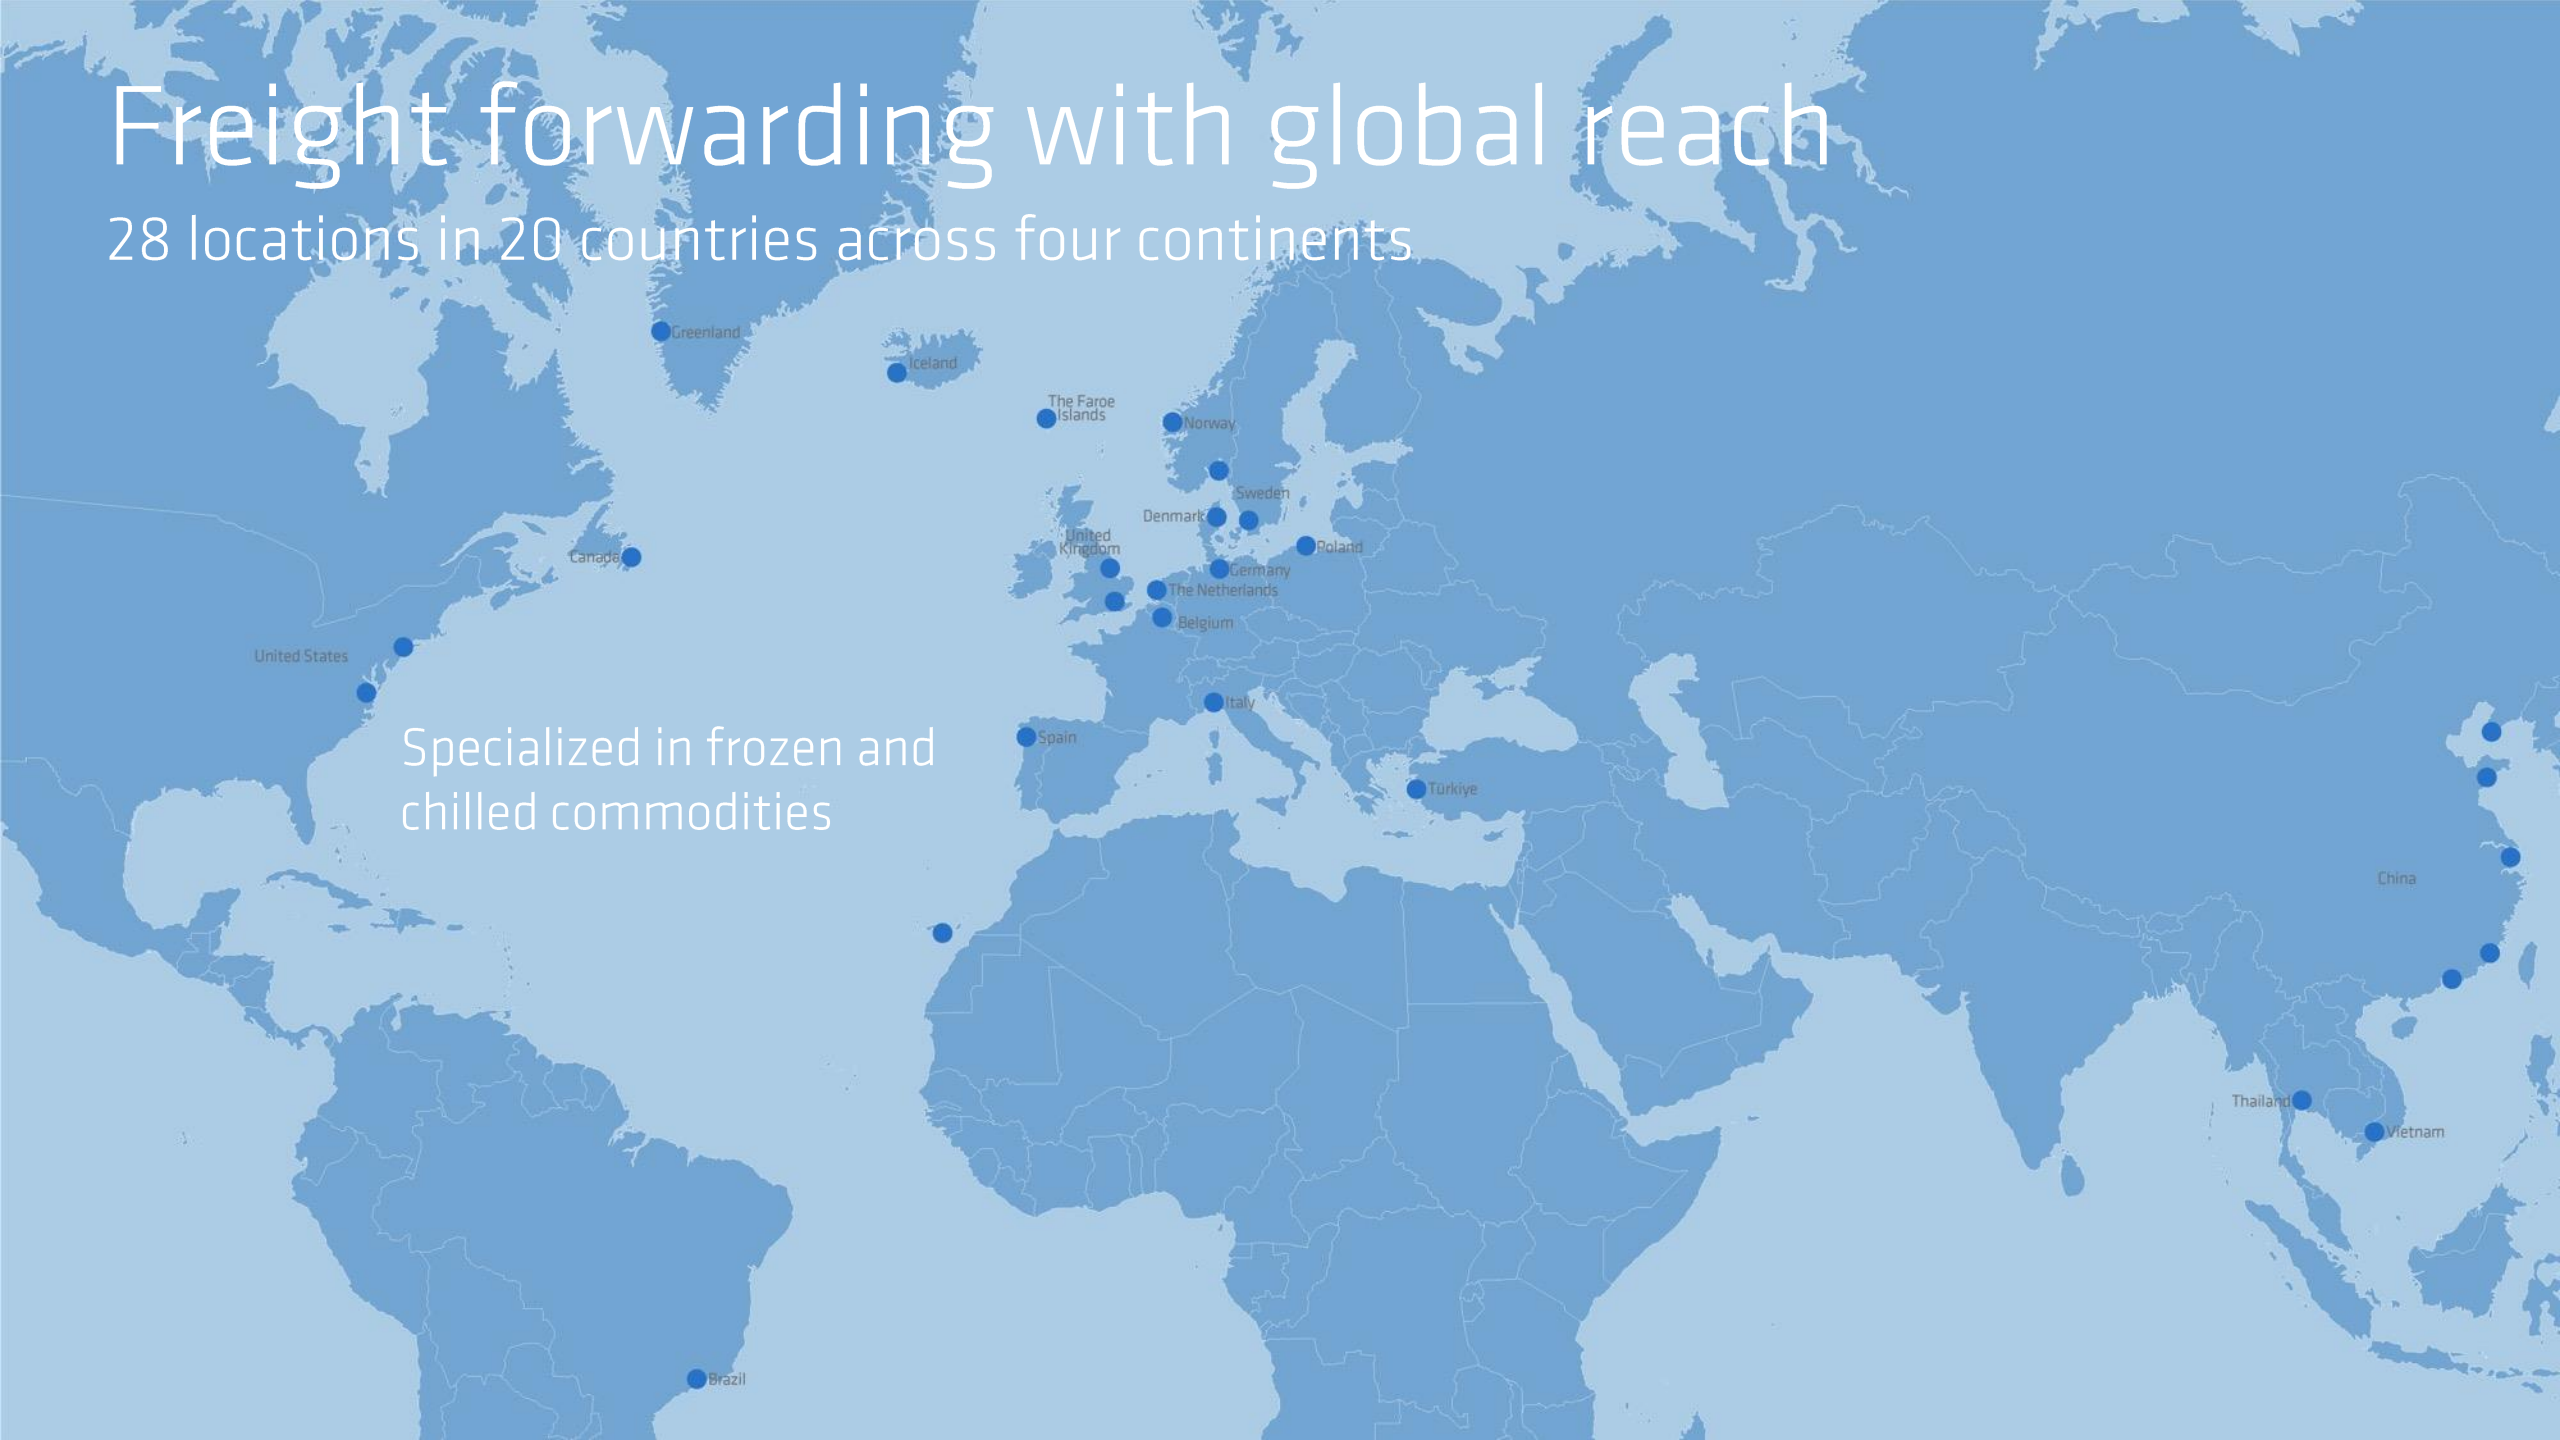 Freight forwarding with global reach
28 locations in 20 countries across four continents
Greenland
Iceland
The Faroe
Islands
Norway
Sweden
Denmark
United
Kingdom
Canada
Poland
Germany
The Netherlands
Belgium
United States
Italy
Spain
Specialized in frozen and
chilled commodities
Türkiye
China
Thailand
Vietnam
Brazil